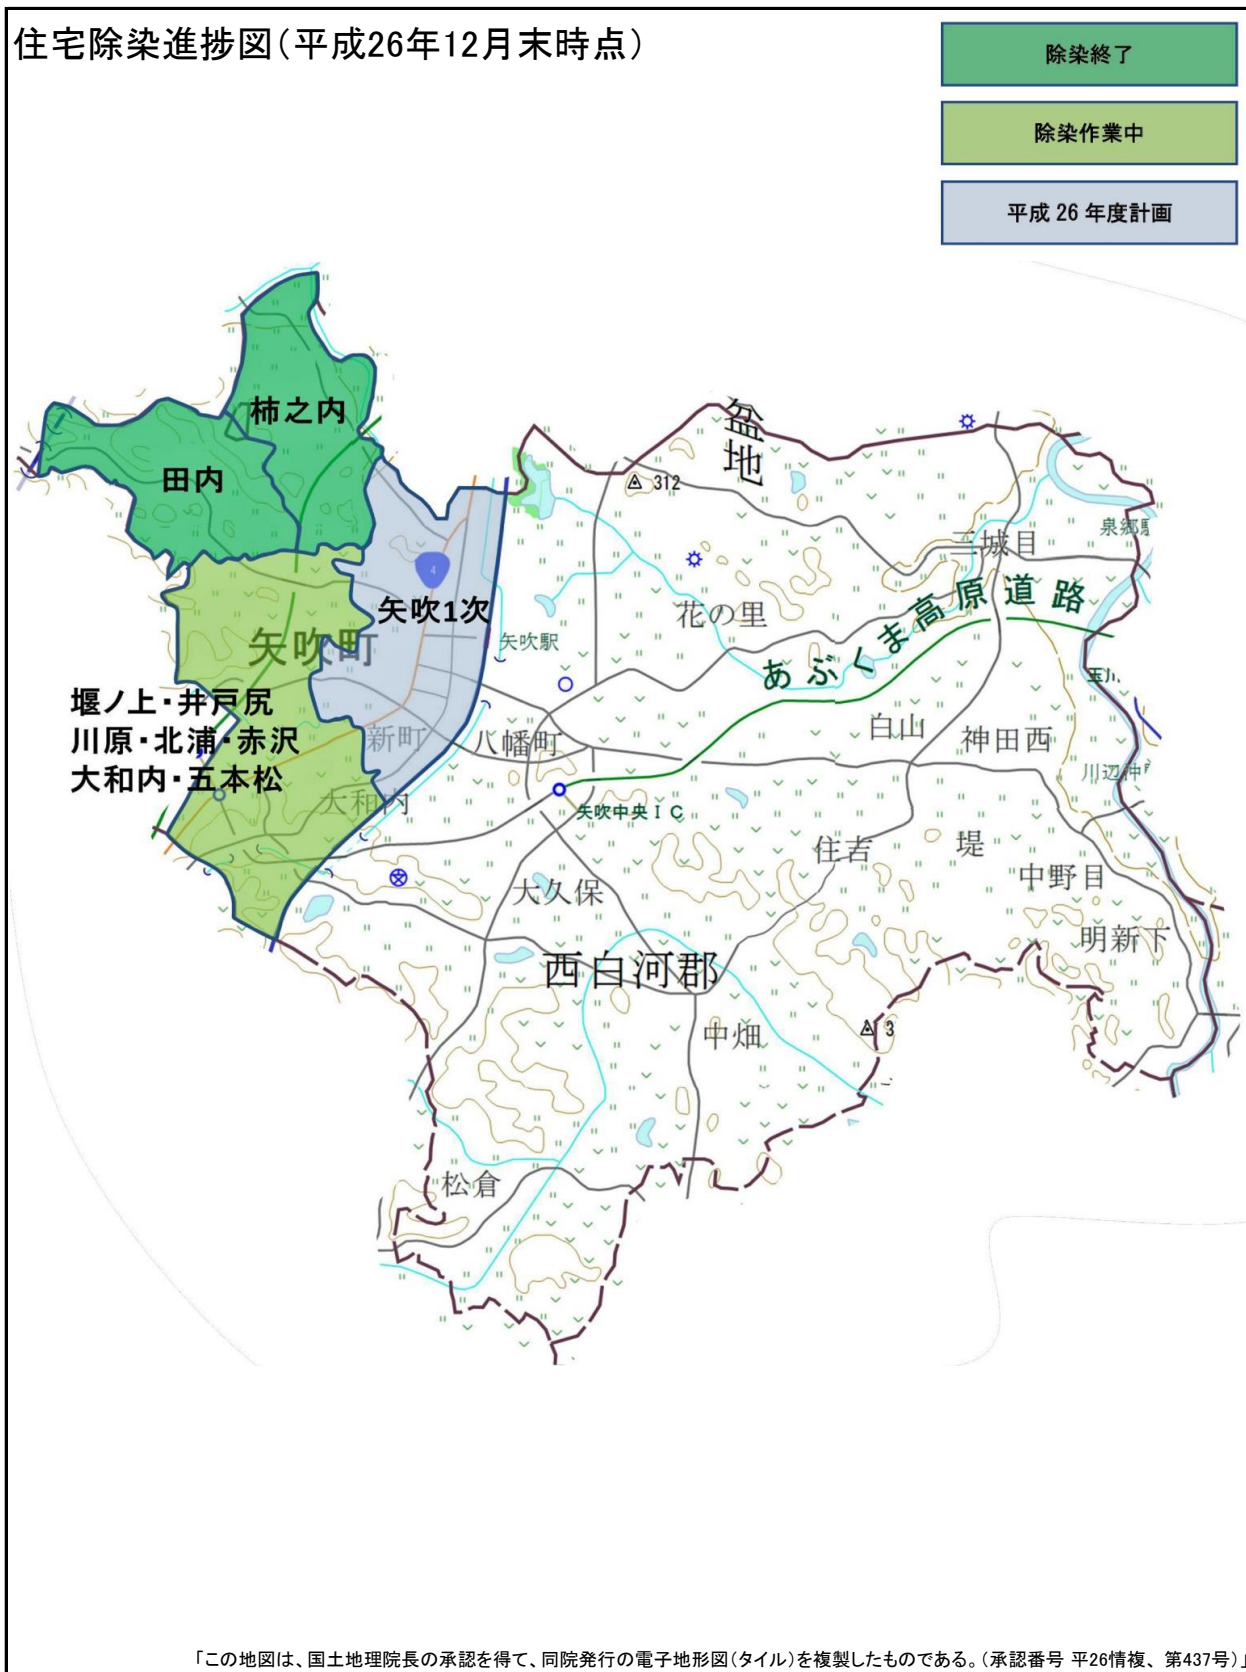 住宅除染進捗図(平成26年12月末時点)
除染終了
除染作業中
平成 26 年度計画
柿之内
田内
盆地
312
泉郷駅
三城目
4
矢吹1次
花の里
あぶくま高原道路
矢吹町
矢吹駅
玉川
堰ノ上・井戸尻
川原・北浦・赤沢
大和内・五本松
新町
八幡町
白山
神田西
大和内
矢吹中央IC
住吉
堤
大久保
中野目
明新下
西白河郡
中畑
3
松倉
「この地図は、国土地理院長の承認を得て、同院発行の電子地形図(タイル)を複製したものである。(承認番号 平26情複、 第437号)」